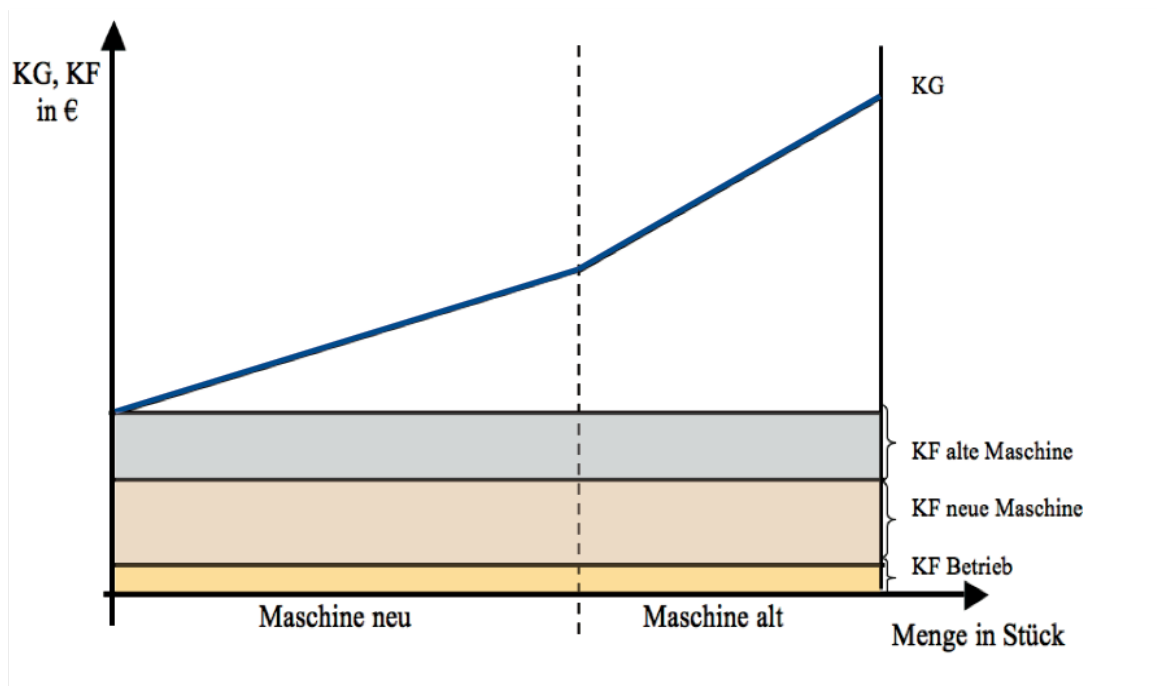 KG, KF
in €
KG
KF alte Maschine
KF neue Maschine
KF Betrieb
Maschine neu
Maschine alt
Menge in Stück